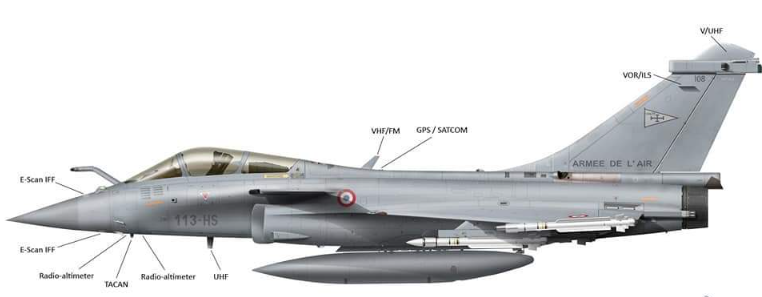 V/UHF
VOR/ILS
108
VHF/FM
GPS / SATCOM
ARMEE DE L'AIR
E-Scan IFF
113-HS
E-Scan IFF
Radio-altimeter
TACAN
Radio-altimeter
UHF